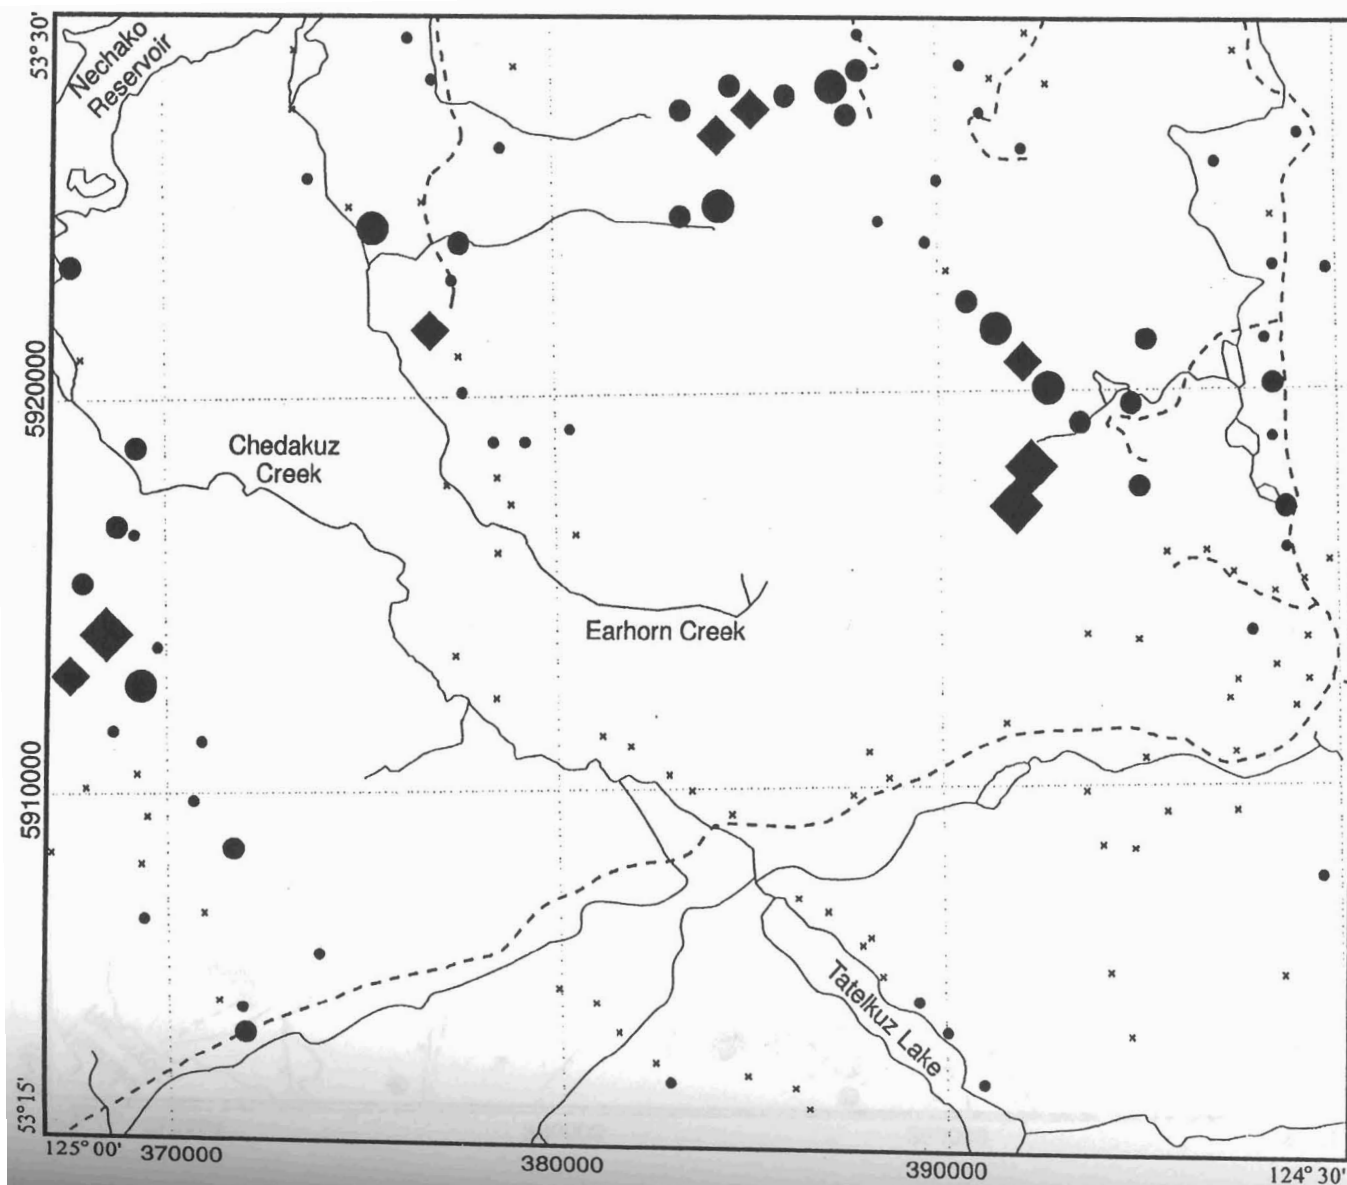 53°30'
Nechako
Reservoir
5920000
Chedakuz
Creek
Earhorn Creek
5910000
Tatelkuz Lake
53°15'
125° 00'
370000
380000
390000
124° 30'